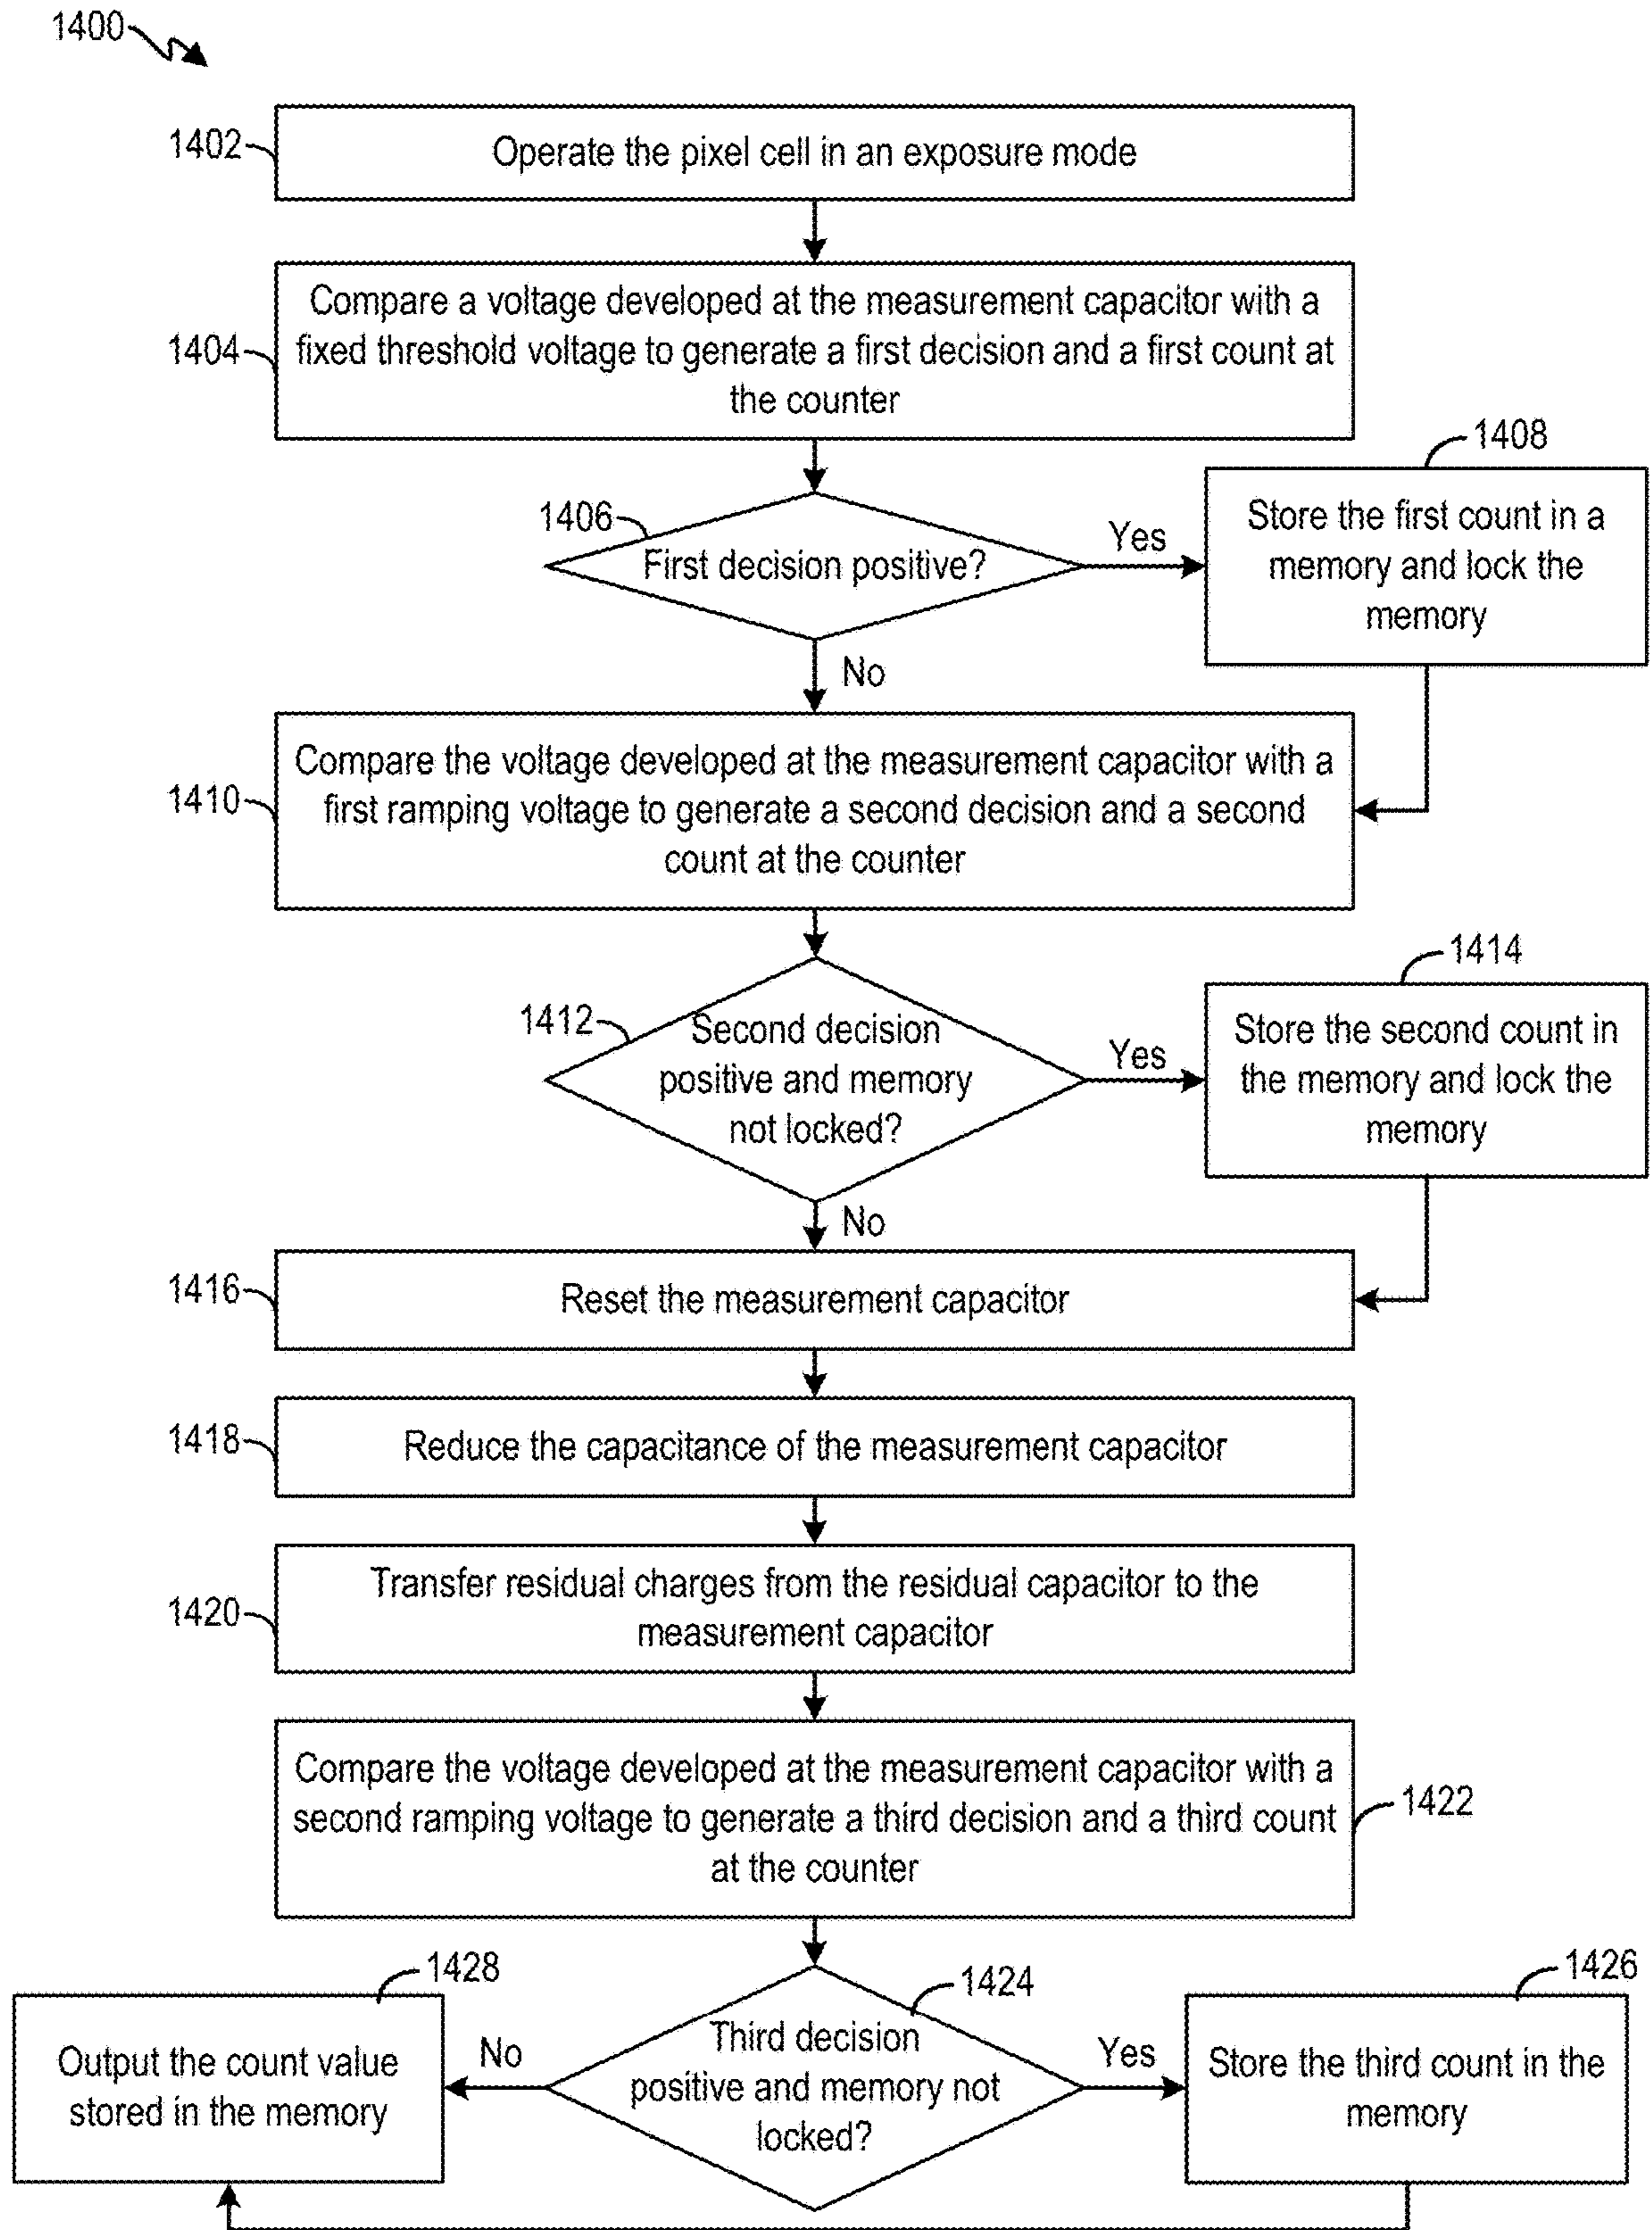 1400
1402
Operate the pixel cell in an exposure mode
1404
Compare a voltage developed at the measurement capacitor with a
fixed threshold voltage to generate a first decision and a first count at
the counter
1406
First decision positive?
Yes
No
1408
Store the first count in a
memory and lock the
memory
1410
Compare the voltage developed at the measurement capacitor with a
first ramping voltage to generate a second decision and a second
count at the counter
1412
Second decision
positive and memory
not locked?
Yes
No
1414
Store the second count in
the memory and lock the
memory
1416
Reset the measurement capacitor
1418
Reduce the capacitance of the measurement capacitor
1420
Transfer residual charges from the residual capacitor to the
measurement capacitor
Compare the voltage developed at the measurement capacitor with a
second ramping voltage to generate a third decision and a third count
at the counter
1422
1424
Third decision
positive and memory not
locked?
No
Yes
1426
Store the third count in the
memory
1428
Output the count value
stored in the memory